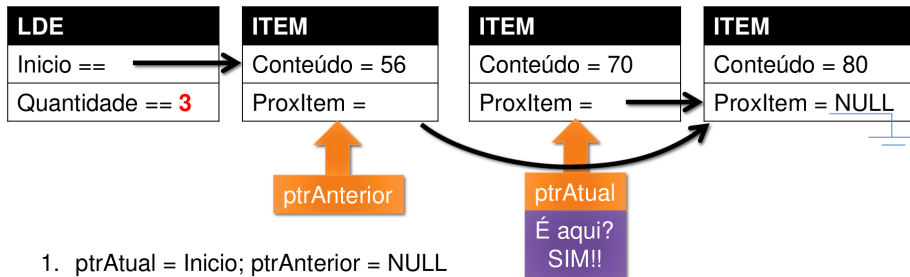 LDE
Inicio ==
Quantidade == 3
ITEM
Conteúdo = 56
ProxItem =
ITEM
Conteúdo = 70
ProxItem =
ITEM
Conteúdo = 80
ProxItem = NULL
ptrAnterior
ptrAtual
É aqui?
SIM!!
1. ptrAtual = Inicio; ptrAnterior = NULL